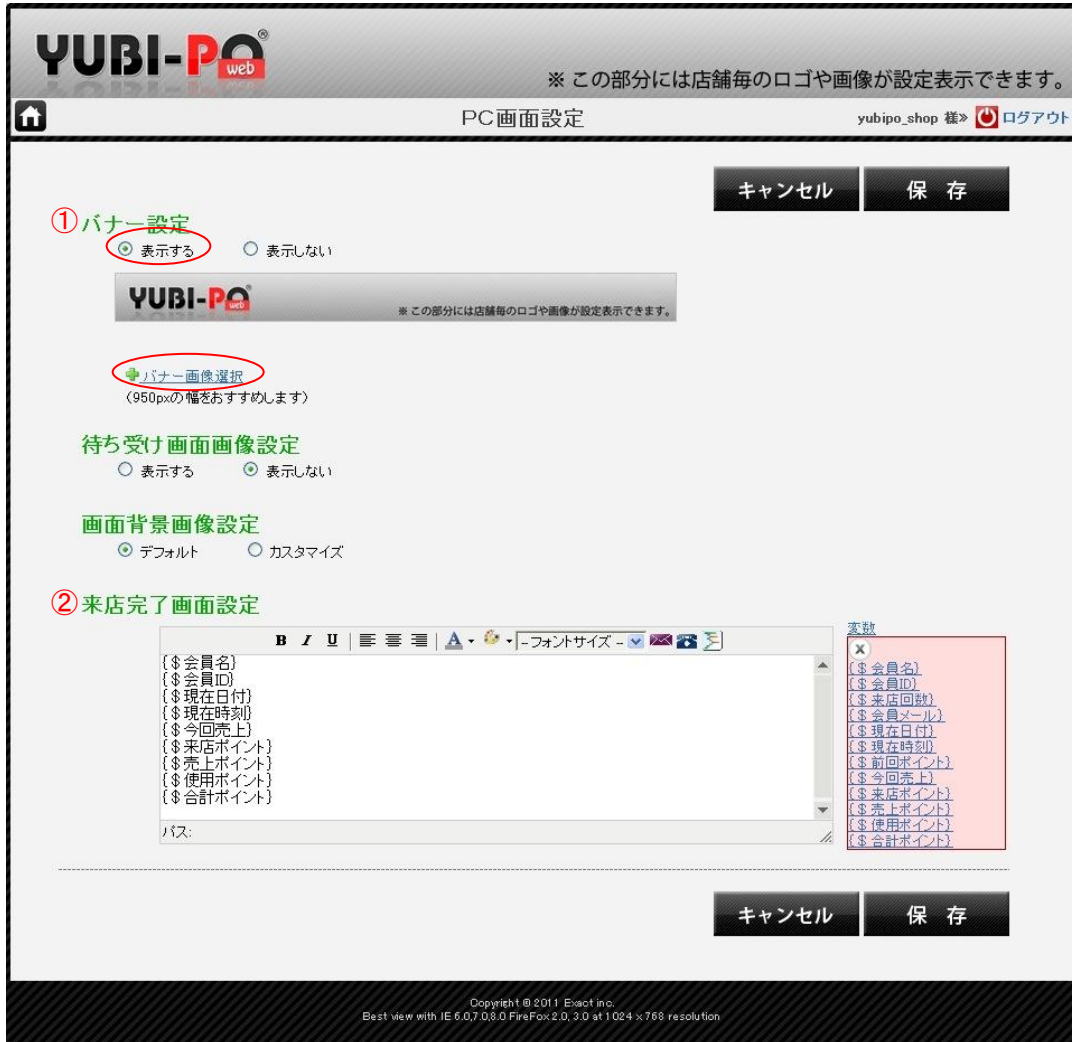 YUBI-PO®
web
※ この部分には店舗毎のロゴや画像が設定表示できます。
PC画面設定
yubipo_shop 様» ログアウト
キャンセル 保 存
①バナー設定
表示する 表示しない
YUBI-PO
web
※ この部分には店舗毎のロゴや画像が設定表示できます。
バナー画像選択
(950pxの幅をおすすめします)
待ち受け画面画像設定
表示する 表示しない
画面背景画像設定
デフォルト カスタマイズ
②来店完了画面設定
B I U A -フォントサイズ-
{$会員名}
{$会員ID}
{$現在日付}
{$現在時刻}
{$今回売上}
{$来店ポイント}
{$売上ポイント}
{$使用ポイント}
{$合計ポイント}
パス:
変数
x
{$会員名}
{$会員ID}
{$来店回数}
{$会員メール}
{$現在日付}
{$現在時刻}
{$前回ポイント}
{$今回売上}
{$来店ポイント}
{$売上ポイント}
{$使用ポイント}
{$合計ポイント}
キャンセル 保 存
Copyright © 2011 Exact inc.
Best view with IE 6.0,7.0,8.0 FireFox 2.0, 3.0 at 1024 x 768 resolution